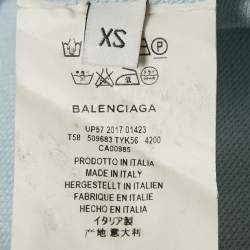 XS
P
BALENCIAGA
UP57 2017 01423
T58 509683 TYK56 4200
CA00985
PRODOTTO IN ITALIA
MADE IN ITALY
HERGESTELLT IN ITALIEN
FABRIQUE EN ITALIE
HECHO EN ITALIA
イタリア製
产地 意大利